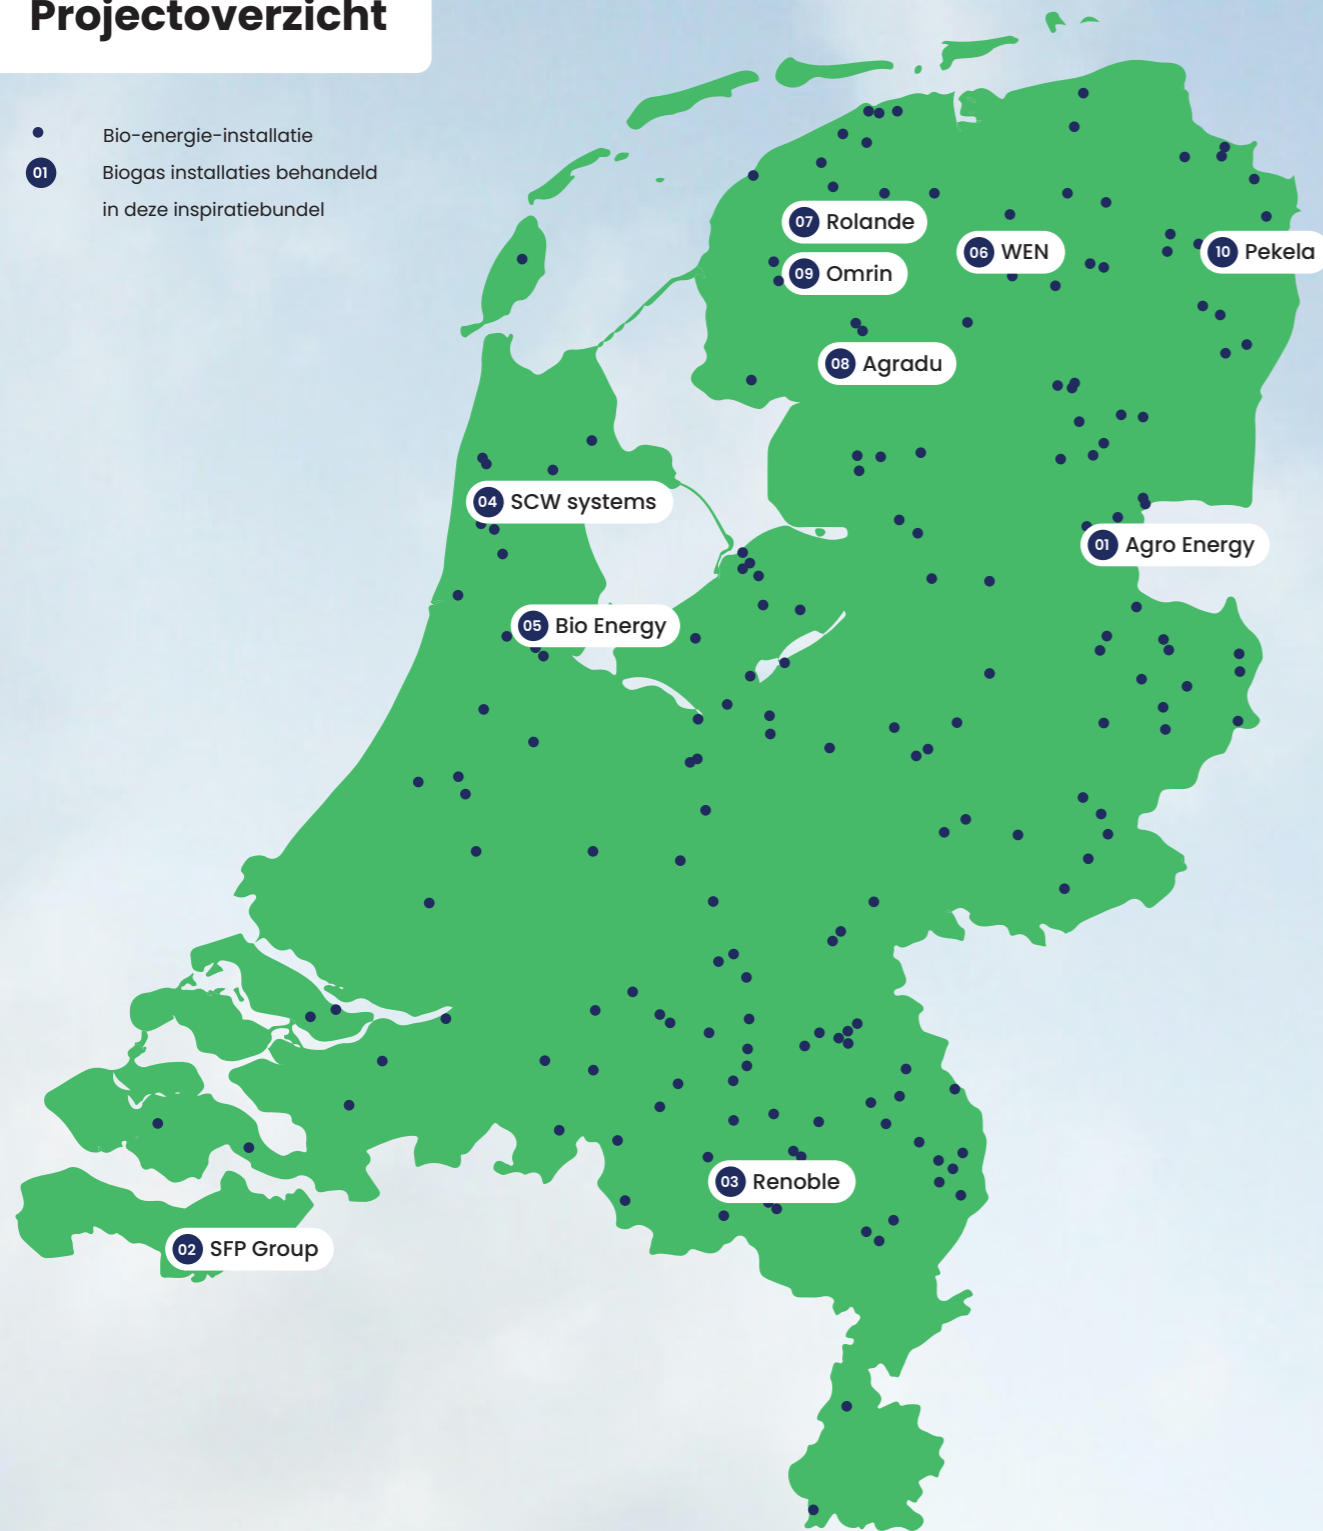 Projectoverzicht
Bio-energie-installatie
01 Biogas installaties behandeld
in deze inspiratiebundel
07 Rolande
06 WEN
10 Pekela
09 Omrin
08 Agradu
04 SCW systems
01 Agro Energy
05 Bio Energy
03 Renoble
02 SFP Group